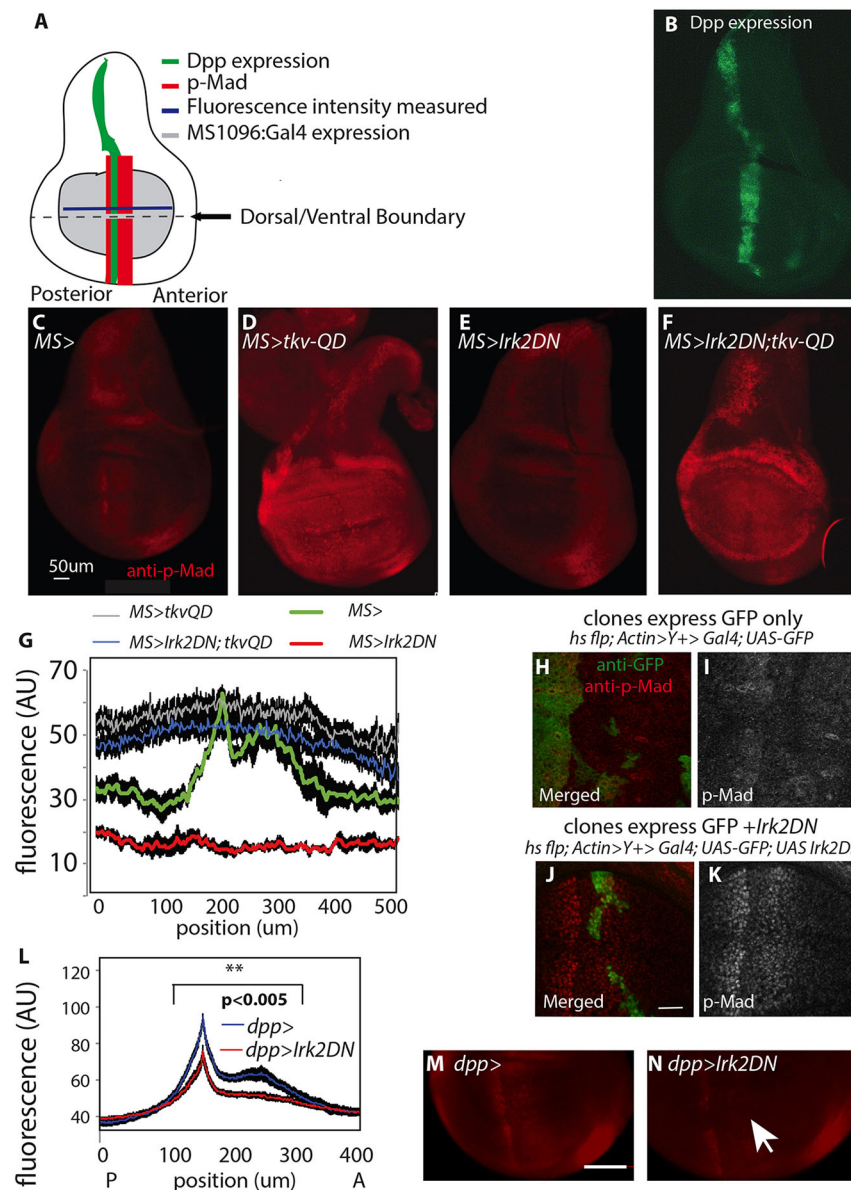 A
Dpp expression
p-Mad
Fluorescence intensity measured
MS1096:Gal4 expression
Dorsal/Ventral Boundary
Posterior
Anterior
B Dpp expression
C
MS>
anti-p-Mad
50um
D
MS>tkv-QD
E
MS>Irk2DN
F
MS>Irk2DN;tkv-QD
MS>tkvQD
MS>
MS>Irk2DN; tkvQD
MS>Irk2DN
G
fluorescence (AU)
70
50
30
10
0 100 200 300 400 500
position (um)
clones express GFP only
hs flp; Actin>Y+> Gal4; UAS-GFP
H
anti-GFP
anti-p-Mad
Merged
I
p-Mad
clones express GFP +Irk2DN
hs flp; Actin>Y+> Gal4; UAS-GFP; UAS Irk2D
J
Merged
K
p-Mad
L
fluorescence (AU)
120
100
80
60
40
**
p<0.005
dpp>
dpp>Irk2DN
0 100 200 300 400
P position (um) A
M dpp>
N dpp>Irk2DN